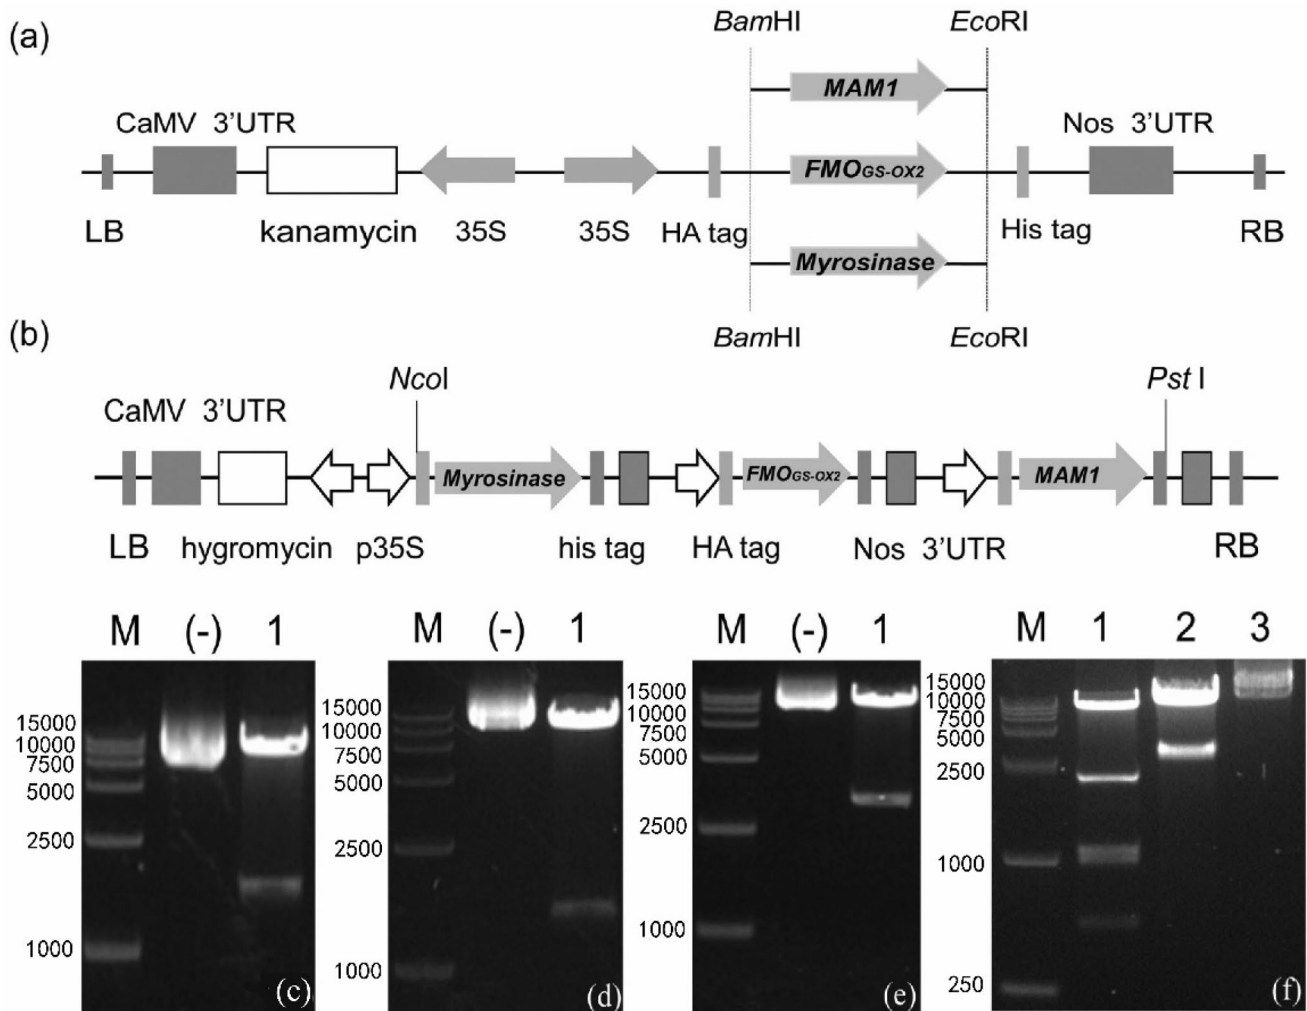 (a)
BamHI EcoRI
MAM1
CaMV 3'UTR Nos 3'UTR
FMOGS-OX2
LB kanamycin 35S 35S HA tag His tag RB
Myrosinase
BamHI EcoRI
(b)
NcoI Pst I
CaMV 3'UTR
Myrosinase FMOGS-OX2 MAM1
LB hygromycin p35S his tag HA tag Nos 3'UTR RB
M (-) 1
15000
10000
7500
5000
2500
1000
(c)
M (-) 1
15000
10000
7500
5000
2500
1000
(d)
M (-) 1
15000
10000
7500
5000
2500
1000
(e)
M 1 2 3
15000
10000
7500
5000
2500
1000
250
(f)